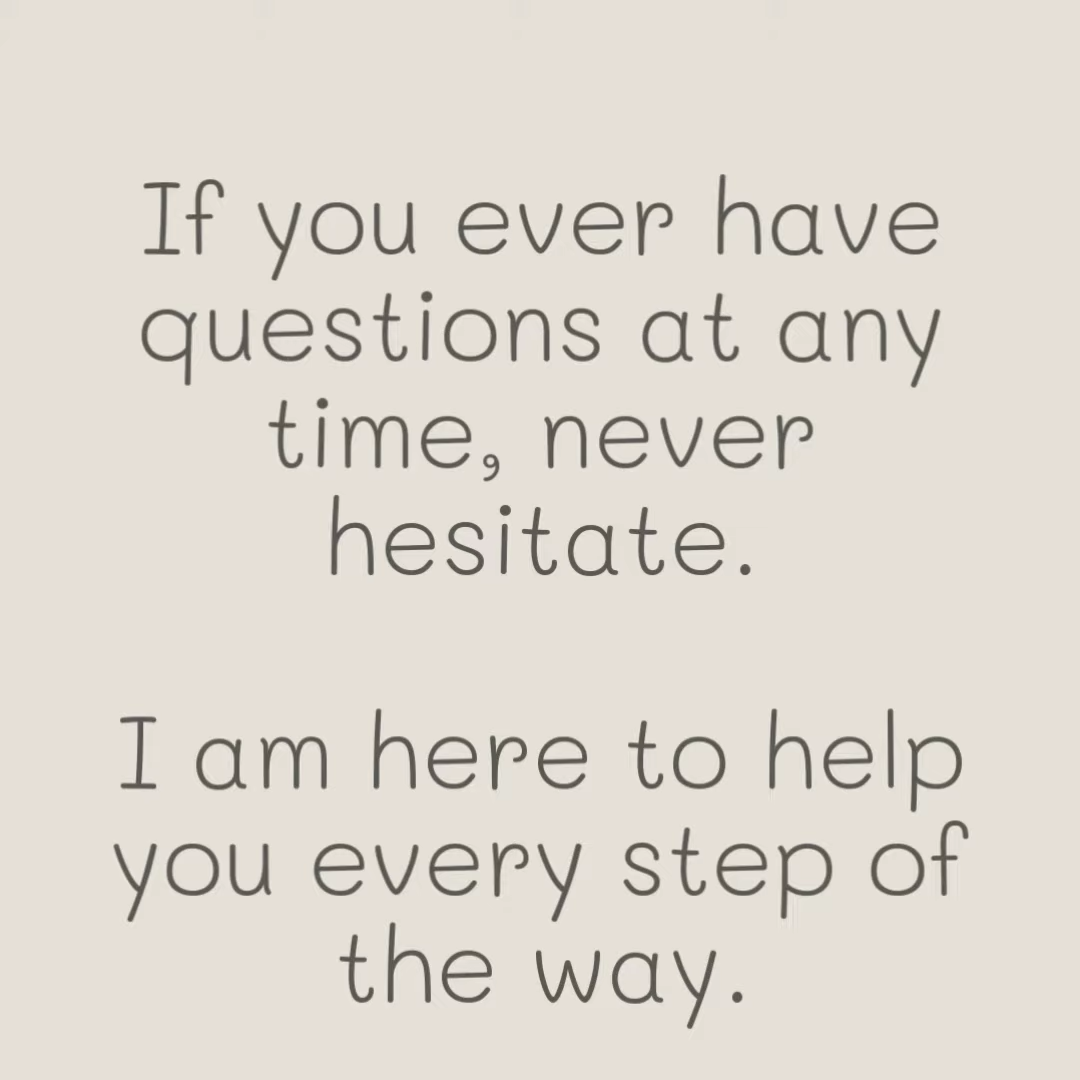 If you ever have
questions at any
time, never
hesitate.
I am here to help
you every step of
the way.